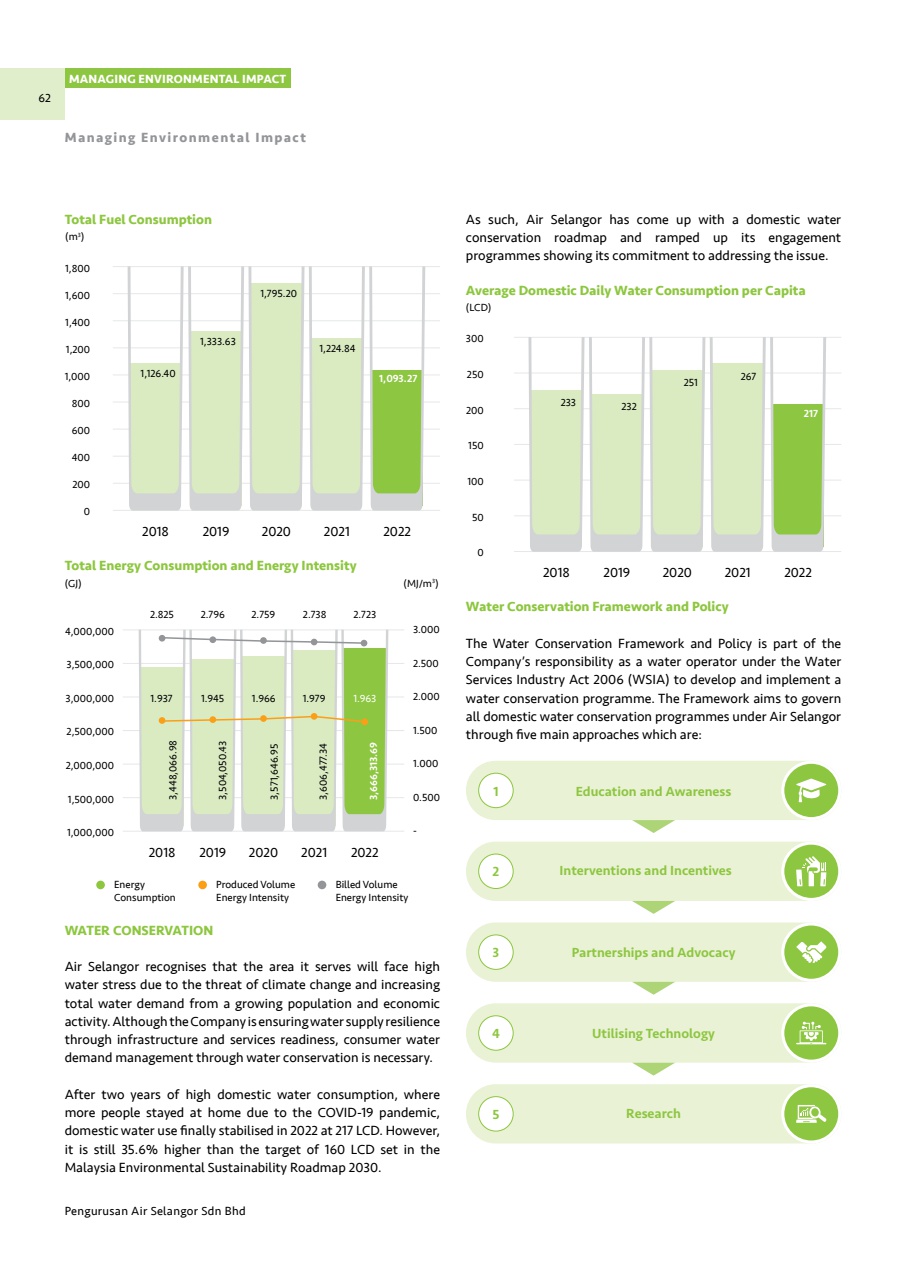 MANAGING ENVIRONMENTAL IMPACT
62
Managing Environmental Impact
Total Fuel Consumption
(m³)
1,800
1,600
1,400
1,200
1,000
800
600
400
200
0
1,126.40
1,333.63
1,795.20
1,224.84
1,093.27
2018 2019 2020 2021 2022
Total Energy Consumption and Energy Intensity
(GJ) (MJ/m³)
2.825 2.796 2.759 2.738 2.723
4,000,000
3,500,000
3,000,000
2,500,000
2,000,000
1,500,000
1,000,000
3.000
2.500
2.000
1.500
1.000
0.500
-
1.937 1.945 1.966 1.979 1.963
3,448,066.98
3,504,050.43
3,571,646.95
3,606,477.34
3,666,313.69
2018 2019 2020 2021 2022
Energy
Consumption
Produced Volume
Energy Intensity
Billed Volume
Energy Intensity
WATER CONSERVATION
Air Selangor recognises that the area it serves will face high
water stress due to the threat of climate change and increasing
total water demand from a growing population and economic
activity. Although the Company is ensuring water supply resilience
through infrastructure and services readiness, consumer water
demand management through water conservation is necessary.
After two years of high domestic water consumption, where
more people stayed at home due to the COVID-19 pandemic,
domestic water use finally stabilised in 2022 at 217 LCD. However,
it is still 35.6% higher than the target of 160 LCD set in the
Malaysia Environmental Sustainability Roadmap 2030.
As such, Air Selangor has come up with a domestic water
conservation roadmap and ramped up its engagement
programmes showing its commitment to addressing the issue.
Average Domestic Daily Water Consumption per Capita
(LCD)
300
250
200
150
100
50
0
233
232
251
267
217
2018 2019 2020 2021 2022
Water Conservation Framework and Policy
The Water Conservation Framework and Policy is part of the
Company's responsibility as a water operator under the Water
Services Industry Act 2006 (WSIA) to develop and implement a
water conservation programme. The Framework aims to govern
all domestic water conservation programmes under Air Selangor
through five main approaches which are:
1 Education and Awareness
2 Interventions and Incentives
3 Partnerships and Advocacy
4 Utilising Technology
5 Research
Pengurusan Air Selangor Sdn Bhd